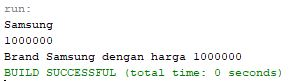 run:
Samsung
1000000
Brand Samsung dengan harga 1000000
BUILD SUCCESSFUL (total time: 0 seconds)